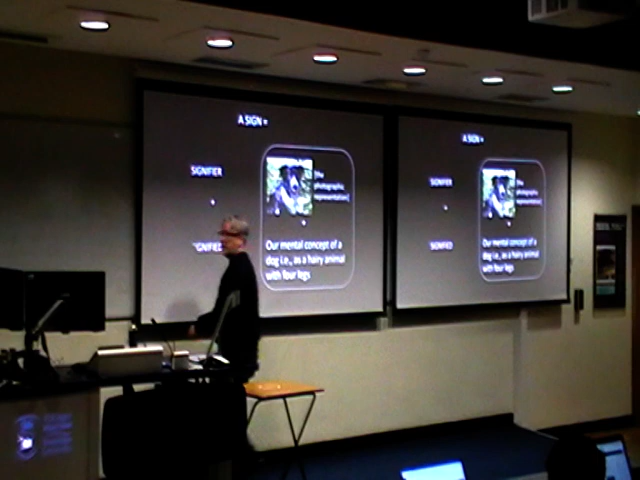 A SIGN =
SIGNIFIER
[The
photographic
representation]
SIGNIFIED
Our mental concept of a
dog i.e., as a hairy animal
with four legs
A SIGN =
SIGNIFIER
[The
photographic
representation]
SIGNIFIED
Our mental concept of a
dog i.e., as a hairy animal
with four legs